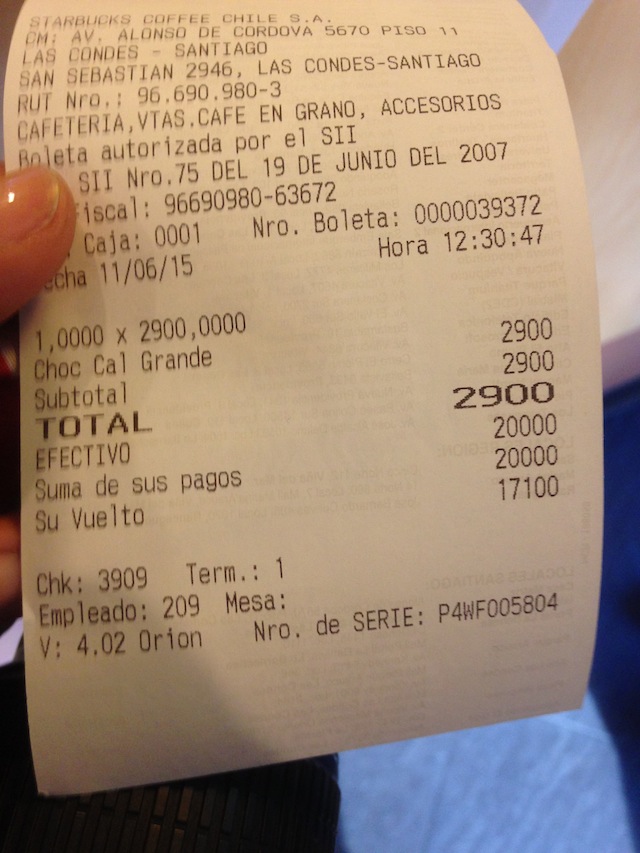 STARBUCKS COFFEE CHILE S.A.
CM: AV. ALONSO DE CORDOVA 5670 PISO 11
LAS CONDES - SANTIAGO
SAN SEBASTIAN 2946, LAS CONDES-SANTIAGO
RUT Nro.: 96.690.980-3
CAFETERIA,VTAS.CAFE EN GRANO, ACCESORIOS
Boleta autorizada por el SII
SII Nro.75 DEL 19 DE JUNIO DEL 2007
iscal: 96690980-63672
Caja: 0001 Nro. Boleta: 0000039372
echa 11/06/15 Hora 12:30:47
1,0000 x 2900,0000
Choc Cal Grande 2900
Subtotal 2900
TOTAL 2900
EFECTIVO 20000
Suma de sus pagos 20000
Su Vuelto 17100
Chk: 3909 Term.: 1
Empleado: 209 Mesa:
V: 4.02 Orion Nro. de SERIE: P4WF005804